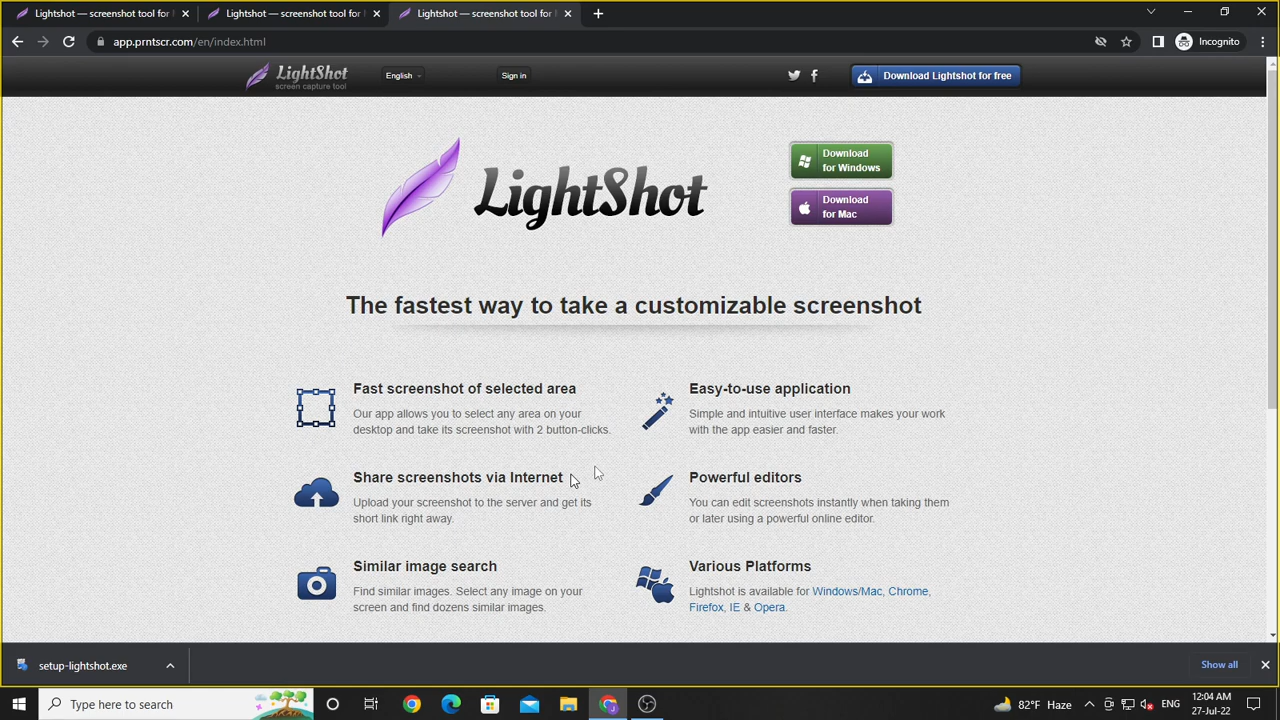 Lightshot — screenshot tool for
Lightshot — screenshot tool for
Lightshot — screenshot tool for
app.prntscr.com/en/index.html
Incognito
LightShot
screen capture tool
English
Sign in
Download Lightshot for free
LightShot
Download
for Windows
Download
for Mac
The fastest way to take a customizable screenshot
Fast screenshot of selected area
Our app allows you to select any area on your
desktop and take its screenshot with 2 button-clicks.
Easy-to-use application
Simple and intuitive user interface makes your work
with the app easier and faster.
Share screenshots via Internet
Upload your screenshot to the server and get its
short link right away.
Powerful editors
You can edit screenshots instantly when taking them
or later using a powerful online editor.
Similar image search
Find similar images. Select any image on your
screen and find dozens similar images.
Various Platforms
Lightshot is available for Windows/Mac, Chrome,
Firefox, IE & Opera.
setup-lightshot.exe
Show all
Type here to search
82°F Haze
ENG
12:04 AM
27-Jul-22